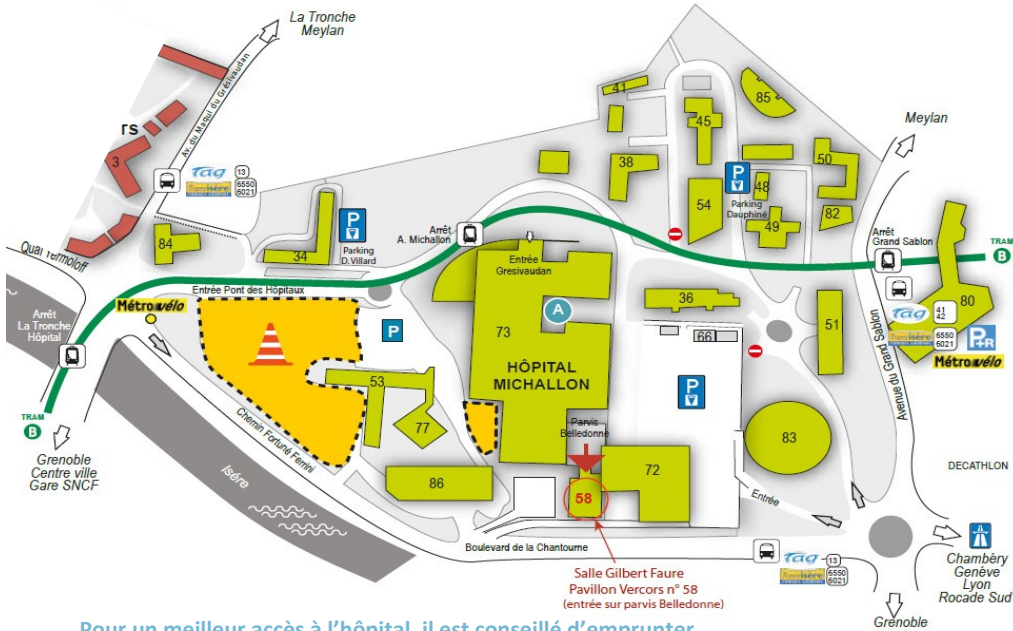 La Tronche
Meylan
TS
3
Av. du Maqui du Grésivaudan
Tag
13
Transisère
6550
6021
84
34
P
Parking
D.Villard
Arrêt
A. Michallon
41
45
85
38
54
P
Parking
Dauphiné
48
49
50
82
Meylan
Arrêt
Grand Sablon
TRAM
B
80
Tag
41
42
Transisère
6550
6021
P+R
Métrovélo
Avenue du Grand Sablon
DECATHLON
Quai Yermoloff
Arrêt
La Tronche
Hôpital
TRAM
B
Grenoble
Centre ville
Gare SNCF
Métrovélo
Entrée Pont des Hôpitaux
P
Chemin Fortuné Ferrini
Isère
53
77
86
Entrée
Gresivaudan
A
73
HÔPITAL
MICHALLON
36
66
51
P
83
Parvis
Belledonne
58
72
Entrée
Boulevard de la Chantourne
Tag
13
Transisère
6550
6021
Salle Gilbert Faure
Pavillon Vercors n° 58
(entrée sur parvis Belledonne)
Chambéry
Genève
Lyon
Rocade Sud
Grenoble
Pour un meilleur accès à l'hôpital, il est conseillé d'emprunter